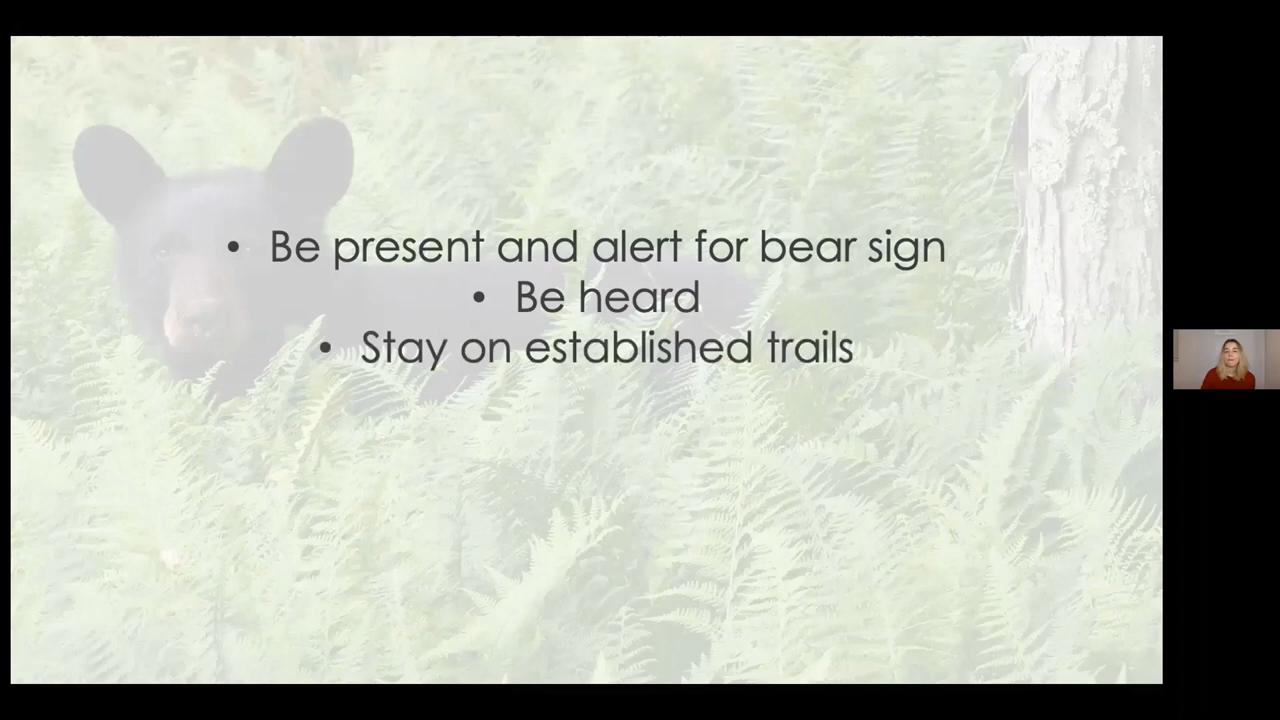 • Be present and alert for bear sign
• Be heard
• Stay on established trails